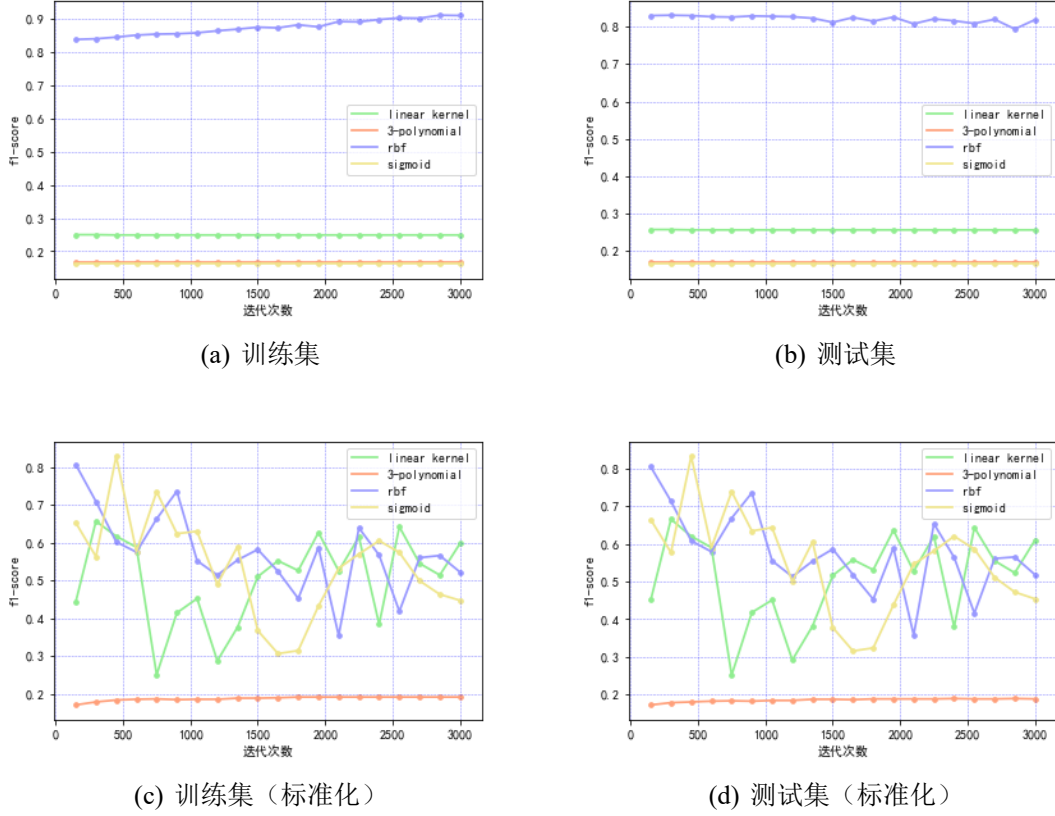 0.9
0.8
0.7
0.6
0.5
0.4
0.3
0.2
f1-score
linear kernel
3-polynomial
rbf
sigmoid
0 500 1000 1500 2000 2500 3000
迭代次数
(a) 训练集
0.8
0.7
0.6
0.5
0.4
0.3
0.2
f1-score
linear kernel
3-polynomial
rbf
sigmoid
0 500 1000 1500 2000 2500 3000
迭代次数
(b) 测试集
0.8
0.7
0.6
0.5
0.4
0.3
0.2
f1-score
linear kernel
3-polynomial
rbf
sigmoid
0 500 1000 1500 2000 2500 3000
迭代次数
(c) 训练集（标准化）
0.8
0.7
0.6
0.5
0.4
0.3
0.2
f1-score
linear kernel
3-polynomial
rbf
sigmoid
0 500 1000 1500 2000 2500 3000
迭代次数
(d) 测试集（标准化）